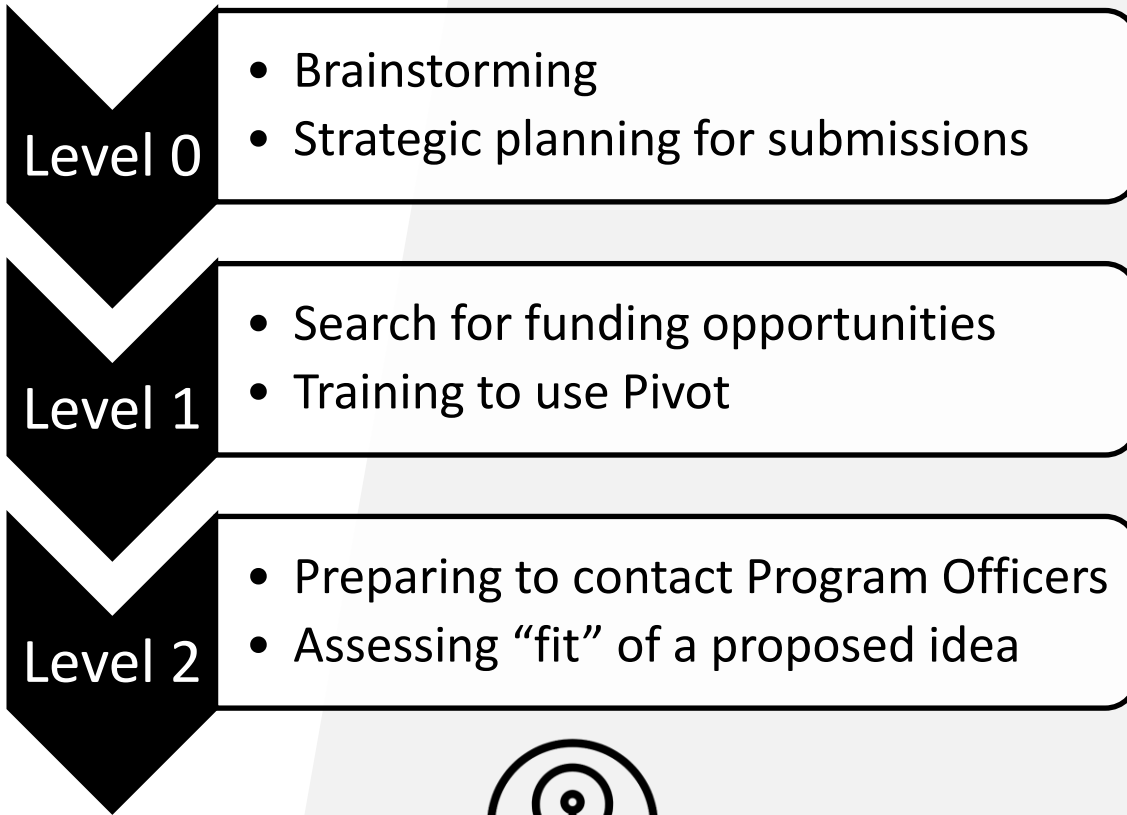 Level 0
• Brainstorming
• Strategic planning for submissions
Level 1
• Search for funding opportunities
• Training to use Pivot
Level 2
• Preparing to contact Program Officers
• Assessing “fit” of a proposed idea